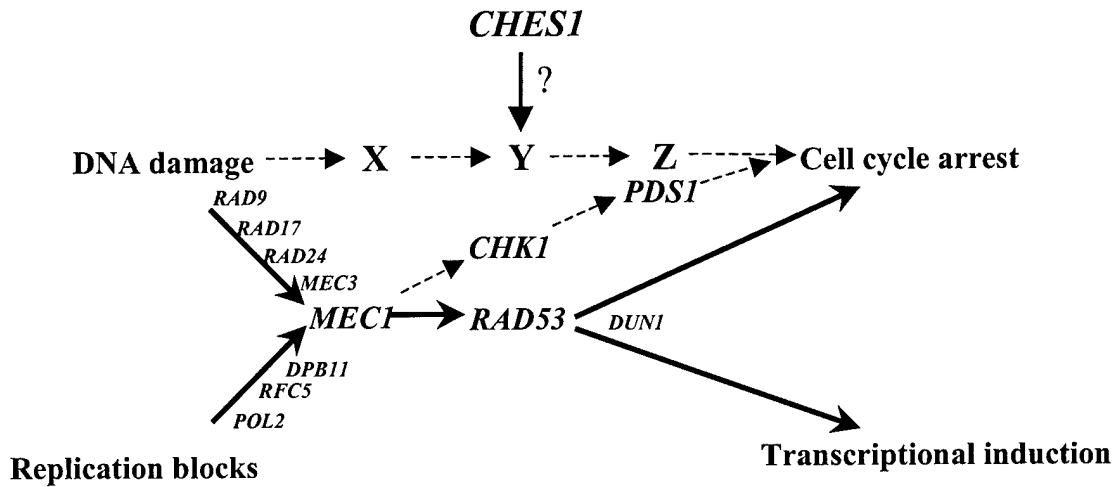 CHES1
?
DNA damage X Y Z Cell cycle arrest
PDS1
RAD9
RAD17
CHK1
RAD24
MEC3
MEC1 RAD53 DUN1
DPB11
RFC5
POL2
Replication blocks
Transcriptional induction